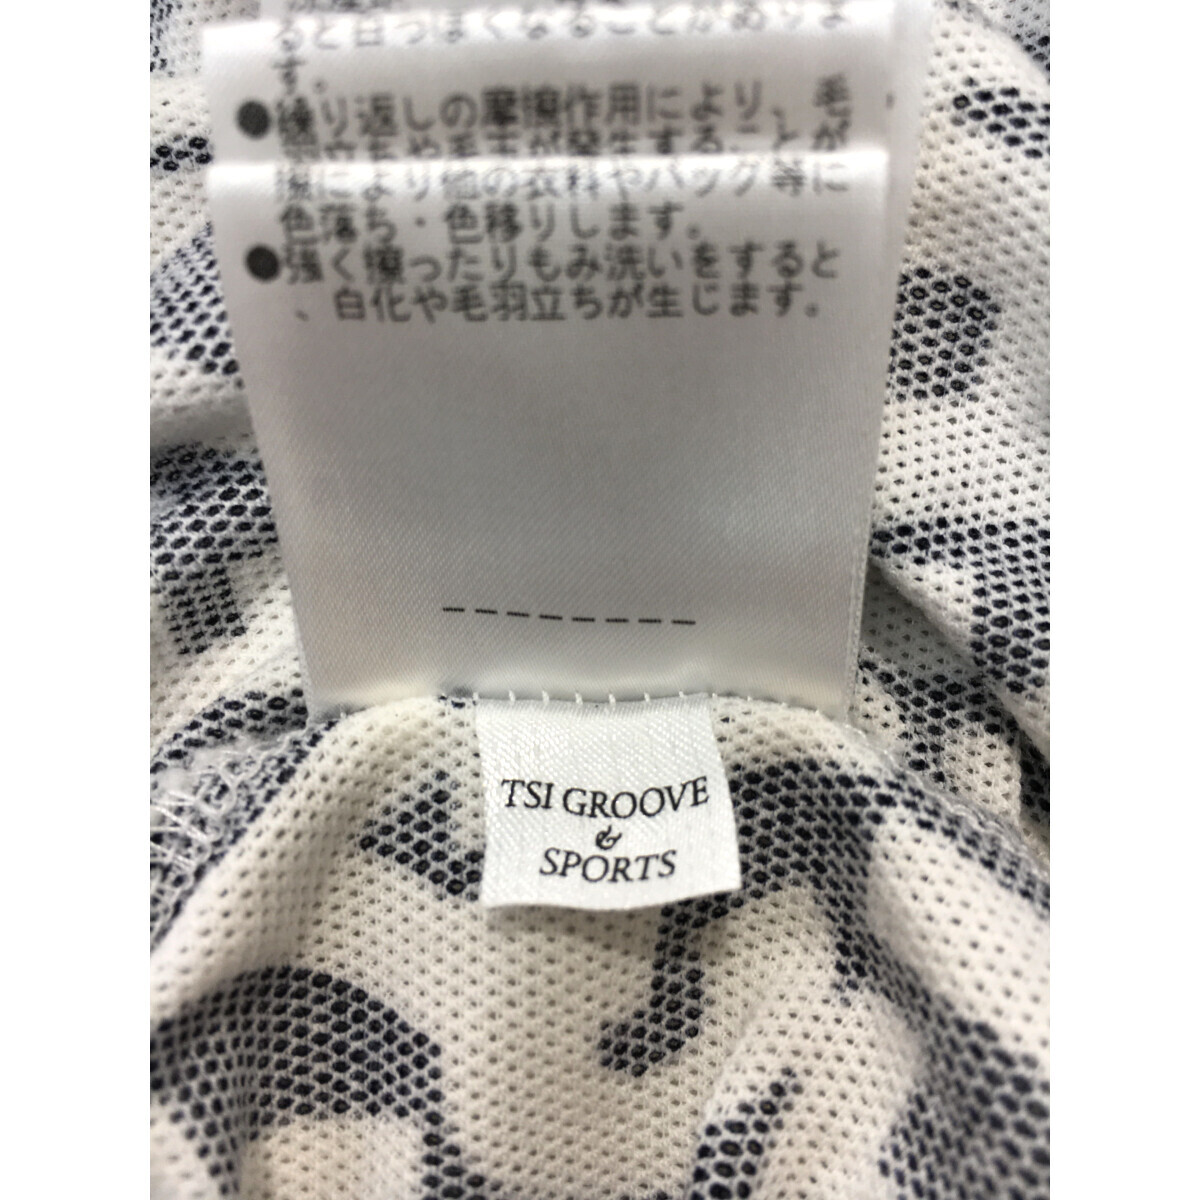 ると白っぽくなることがありま
す。
●繰り返しの摩擦作用により、毛
擦により他の衣料やバッグ等に
色落ち・色移りします。
●強く擦ったりもみ洗いをすると
、白化や毛羽立ちが生じます。
TSI GROOVE
&
SPORTS